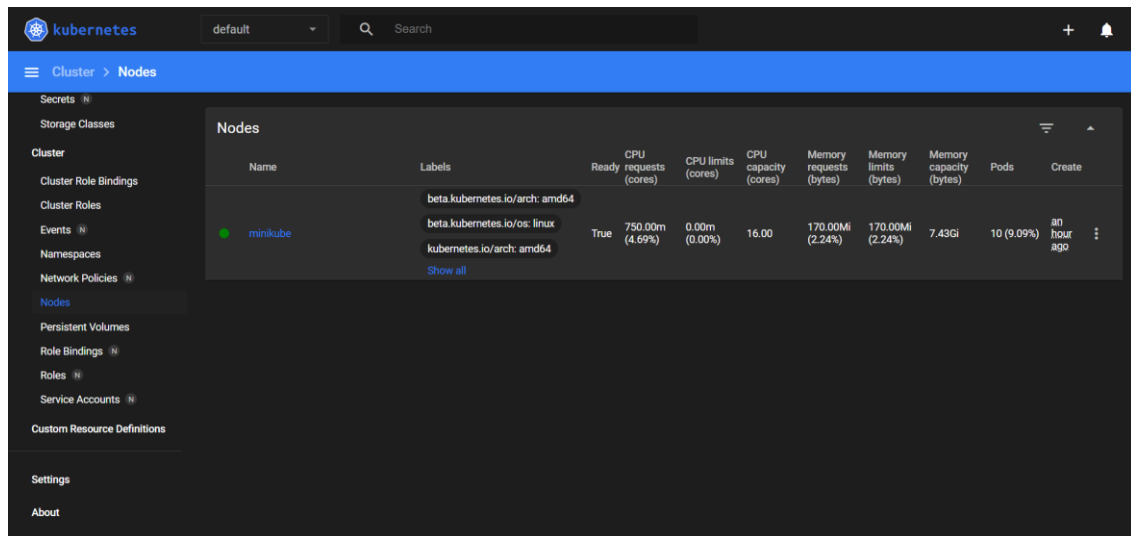 kubernetes
default
Search
Cluster > Nodes
Secrets N
Storage Classes
Cluster
Cluster Role Bindings
Cluster Roles
Events N
Namespaces
Network Policies N
Nodes
Persistent Volumes
Role Bindings N
Roles N
Service Accounts N
Custom Resource Definitions
Settings
About
Nodes
Name
Labels
Ready
CPU
requests
(cores)
CPU limits
(cores)
CPU
capacity
(cores)
Memory
requests
(bytes)
Memory
limits
(bytes)
Memory
capacity
(bytes)
Pods
Create
minikube
beta.kubernetes.io/arch: amd64
beta.kubernetes.io/os: linux
kubernetes.io/arch: amd64
Show all
True
750.00m
(4.69%)
0.00m
(0.00%)
16.00
170.00Mi
(2.24%)
170.00Mi
(2.24%)
7.43Gi
10 (9.09%)
an
hour
ago